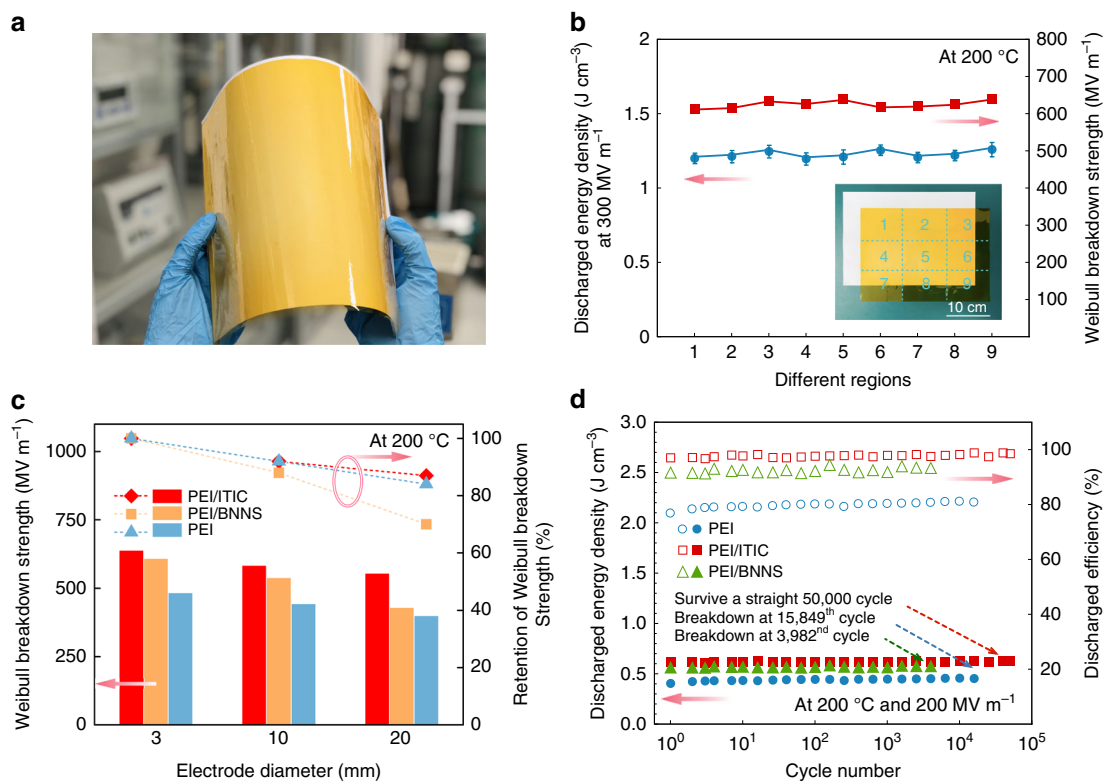 a
b
Discharged energy density (J cm⁻³)
at 300 MV m⁻¹
2
1.5
1
0.5
0
At 200 °C
800
700
600
500
400
300
200
100
Weibull breakdown strength (MV m⁻¹)
1 2 3
4 5 6
7 8 9
10 cm
1 2 3 4 5 6 7 8 9
Different regions
c
Weibull breakdown strength (MV m⁻¹)
1000
750
500
250
0
At 200 °C
PEI/ITIC
PEI/BNNS
PEI
100
80
60
40
20
0
Retention of Weibull breakdown
Strength (%)
3 10 20
Electrode diameter (mm)
d
Discharged energy density (J cm⁻³)
3.0
2.5
2.0
1.5
1.0
0.5
0.0
PEI
PEI/ITIC
PEI/BNNS
Survive a straight 50,000 cycle
Breakdown at 15,849th cycle
Breakdown at 3,982nd cycle
At 200 °C and 200 MV m⁻¹
100
80
60
40
20
0
Discharged efficiency (%)
10⁰ 10¹ 10² 10³ 10⁴ 10⁵
Cycle number